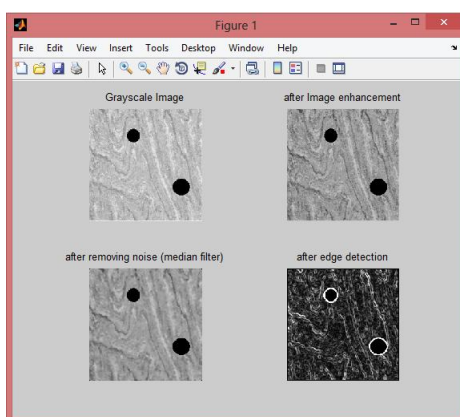 Figure 1
File Edit View Insert Tools Desktop Window Help
Grayscale Image
after Image enhancement
after removing noise (median filter)
after edge detection